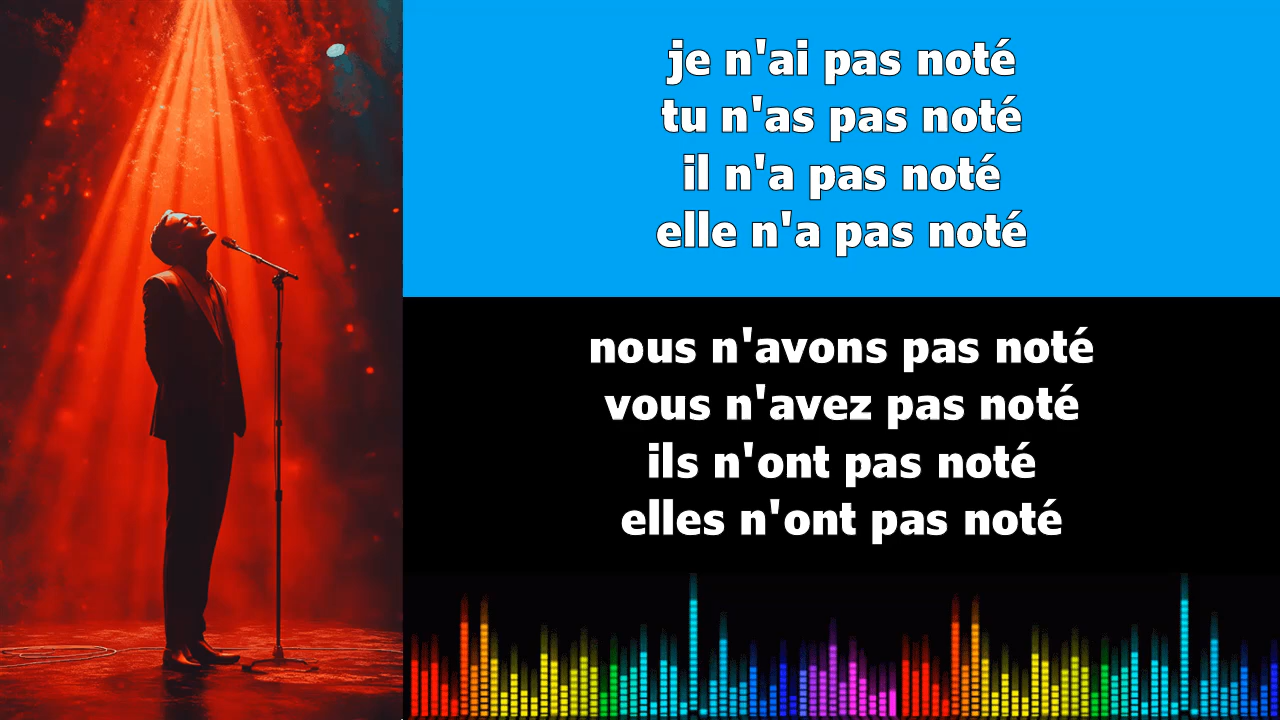 je n'ai pas noté
tu n'as pas noté
il n'a pas noté
elle n'a pas noté
nous n'avons pas noté
vous n'avez pas noté
ils n'ont pas noté
elles n'ont pas noté